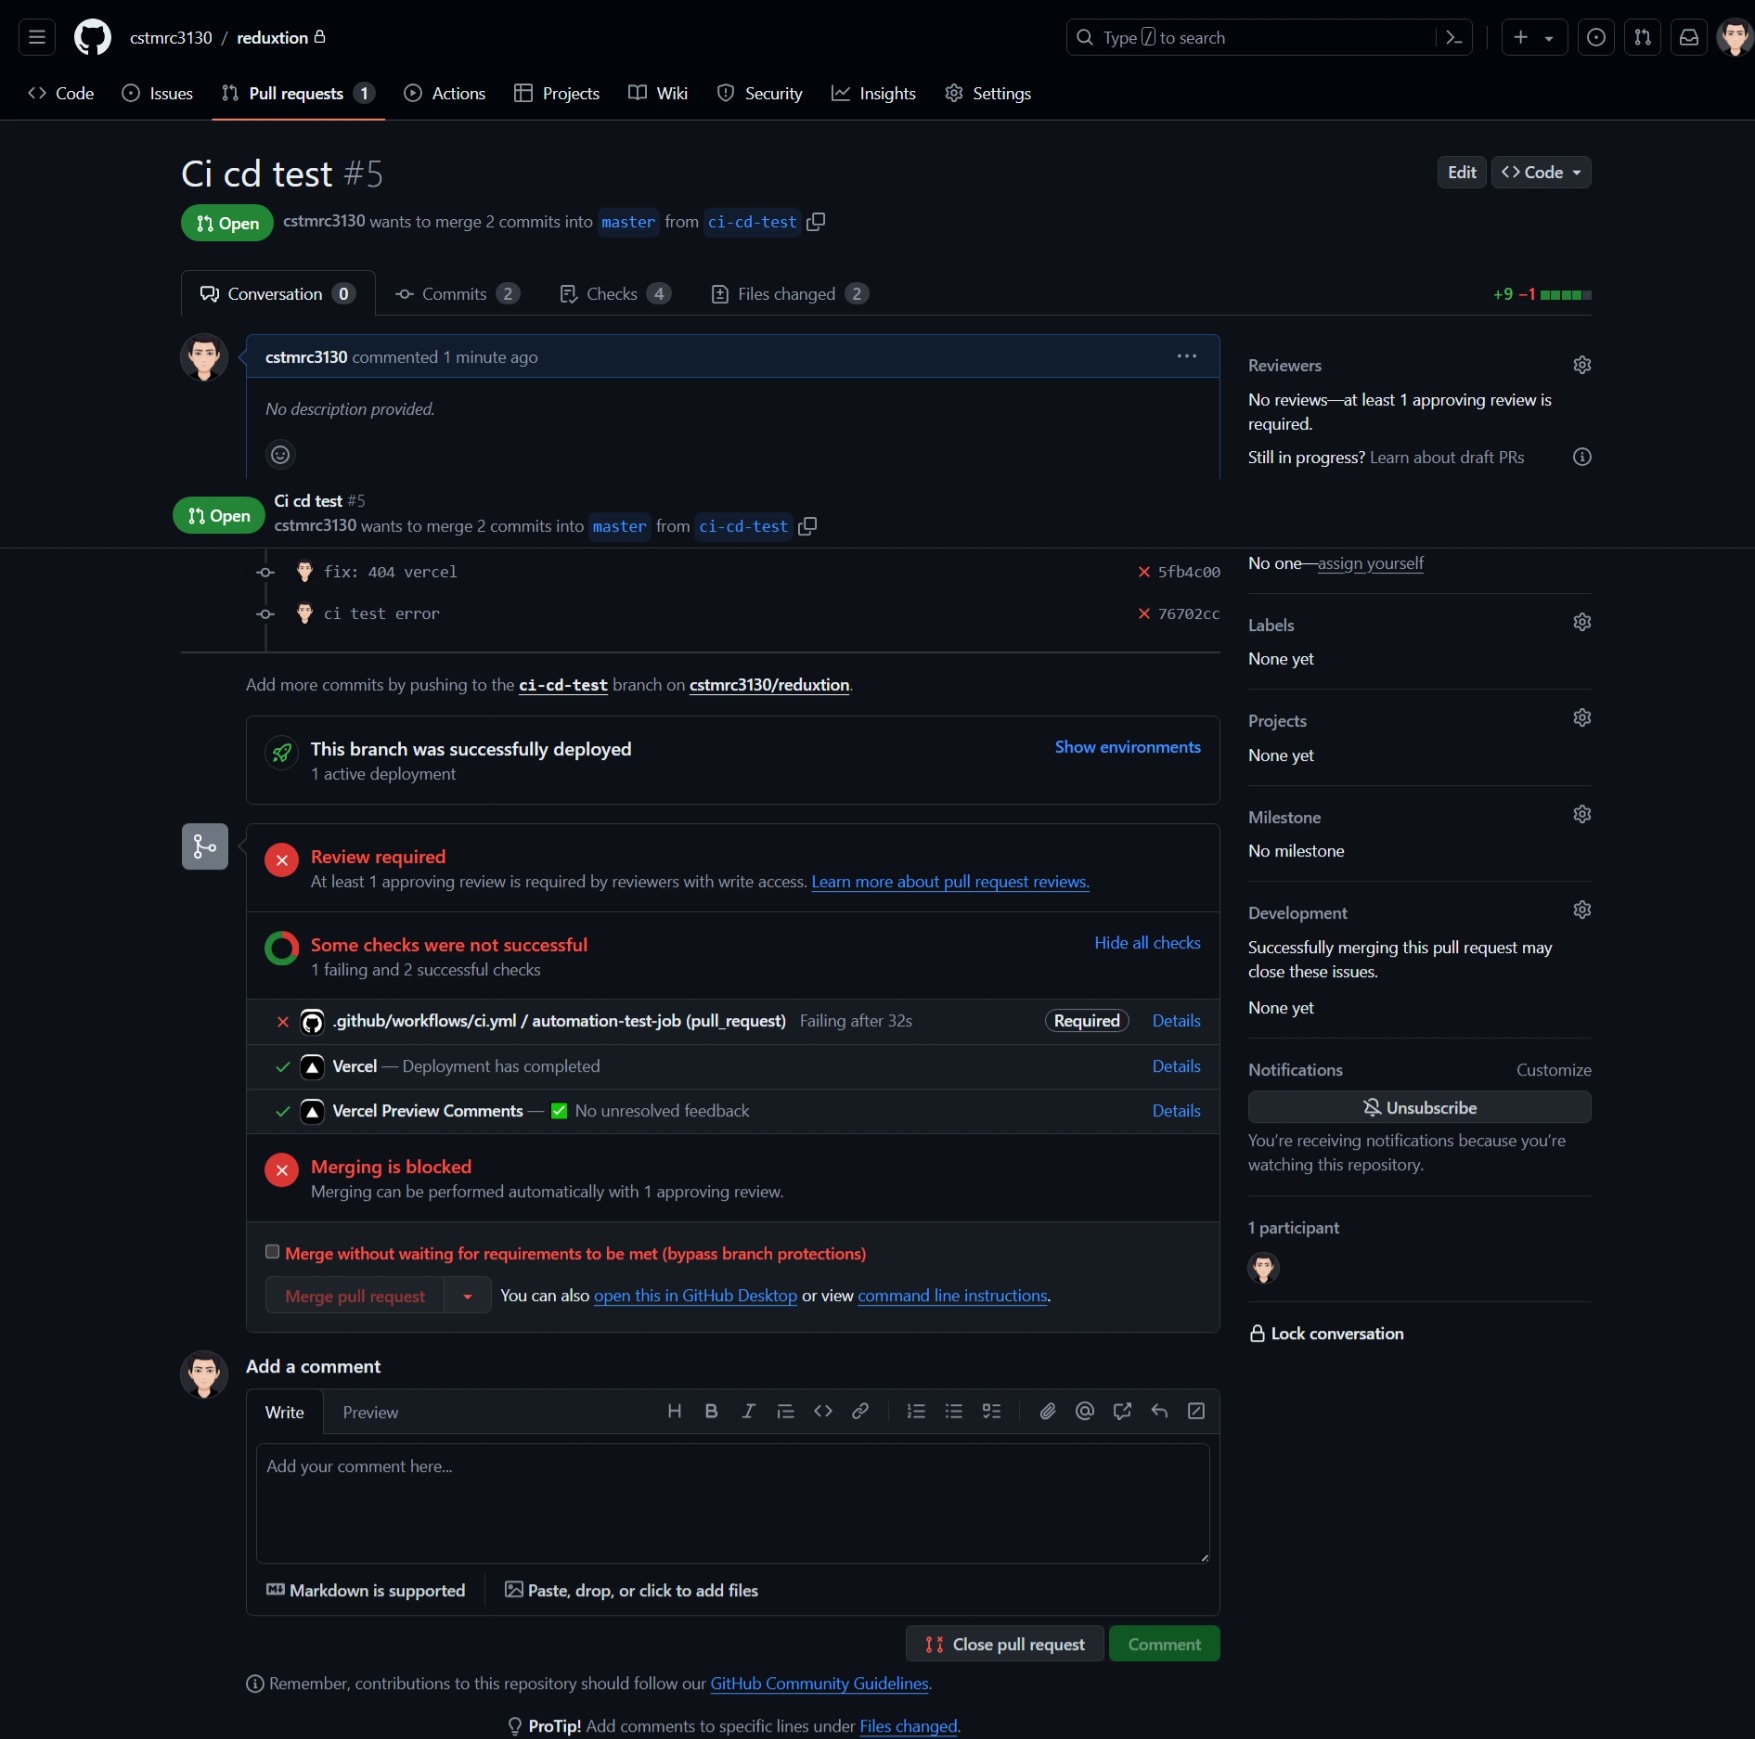 cstmrc3130 / reduxtion
Type / to search
Code
Issues
Pull requests 1
Actions
Projects
Wiki
Security
Insights
Settings
Ci cd test #5
Edit
Code
Open
cstmrc3130 wants to merge 2 commits into master from ci-cd-test
Conversation 0
Commits 2
Checks 4
Files changed 2
+9 −1
cstmrc3130 commented 1 minute ago
No description provided.
Reviewers
No reviews—at least 1 approving review is
required.
Still in progress? Learn about draft PRs
Open
Ci cd test #5
cstmrc3130 wants to merge 2 commits into master from ci-cd-test
No one—assign yourself
fix: 404 vercel
5fb4c00
ci test error
76702cc
Labels
None yet
Add more commits by pushing to the ci-cd-test branch on cstmrc3130/reduxtion.
Projects
None yet
This branch was successfully deployed
1 active deployment
Show environments
Milestone
No milestone
Review required
At least 1 approving review is required by reviewers with write access. Learn more about pull request reviews.
Development
Successfully merging this pull request may
close these issues.
None yet
Some checks were not successful
1 failing and 2 successful checks
Hide all checks
.github/workflows/ci.yml / automation-test-job (pull_request) Failing after 32s
Required
Details
Vercel — Deployment has completed
Details
Vercel Preview Comments — ✅ No unresolved feedback
Details
Notifications
Customize
Unsubscribe
You're receiving notifications because you're
watching this repository.
Merging is blocked
Merging can be performed automatically with 1 approving review.
1 participant
Merge without waiting for requirements to be met (bypass branch protections)
Merge pull request
You can also open this in GitHub Desktop or view command line instructions.
Lock conversation
Add a comment
Write
Preview
Add your comment here...
Markdown is supported
Paste, drop, or click to add files
Close pull request
Comment
Remember, contributions to this repository should follow our GitHub Community Guidelines.
ProTip! Add comments to specific lines under Files changed.